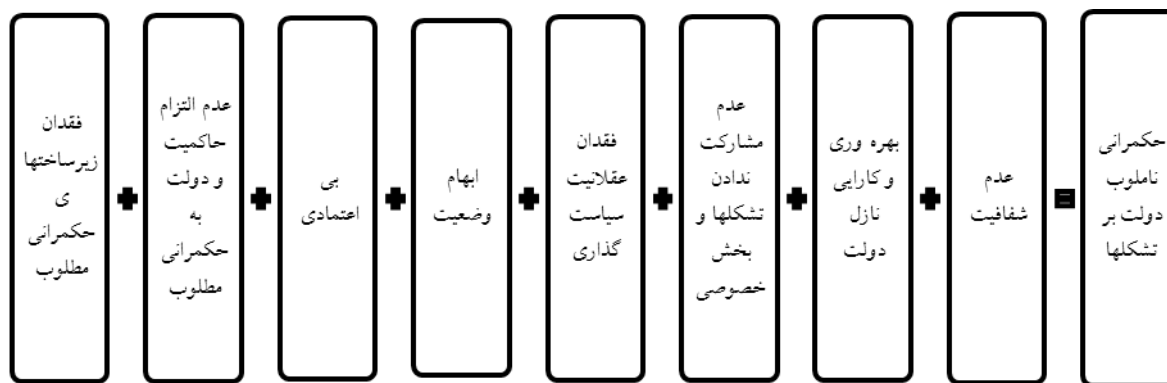 فقدان
زیرساختها
ی
حکمرانی
مطلوب
عدم التزام
حاکمیت
و دولت
به
حکمرانی
مطلوب
بی
اعتمادی
ابهام
وضعیت
فقدان
عقلانیت
سیاست
گذاری
عدم
مشارکت
ندادن
تشکلها و
بخش
خصوصی
بهره وری
و کارایی
نازل
دولت
عدم
شفافیت
حکمرانی
ناملوب
دولت بر
تشکلها